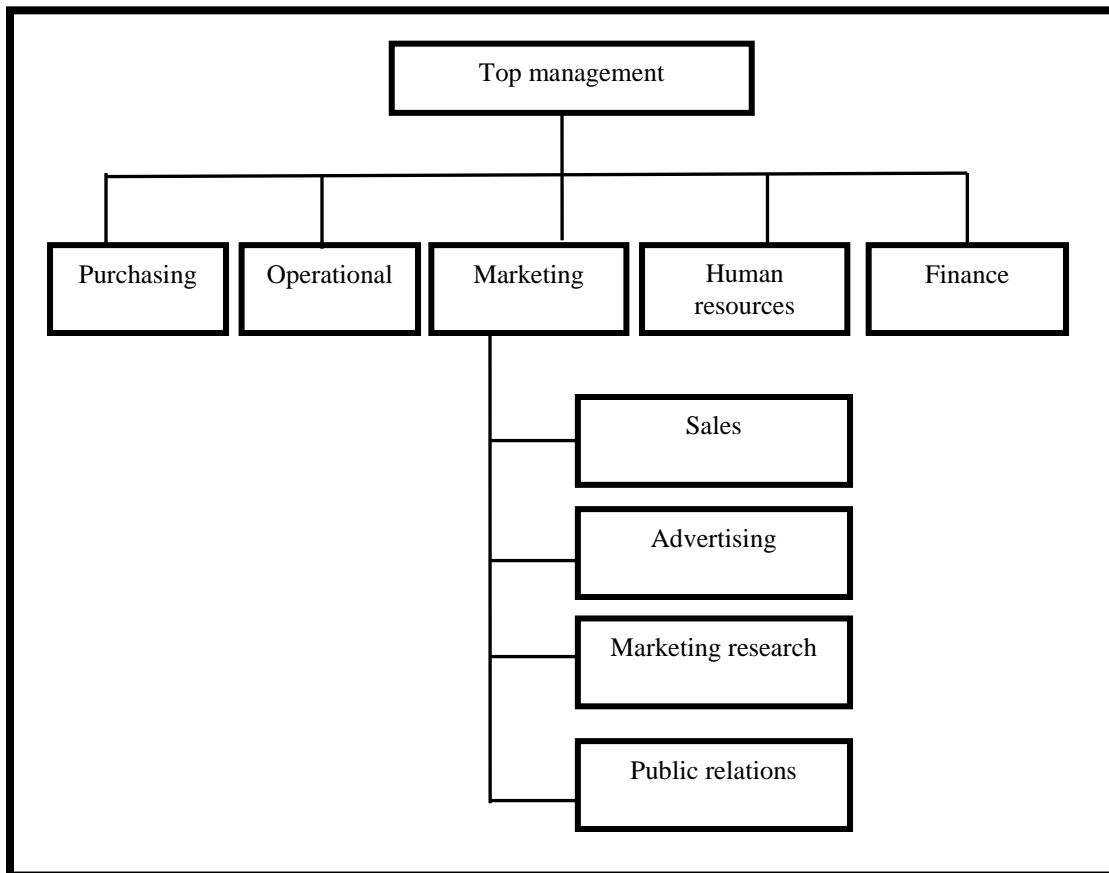 Top management
Purchasing
Operational
Marketing
Human
resources
Finance
Sales
Advertising
Marketing research
Public relations